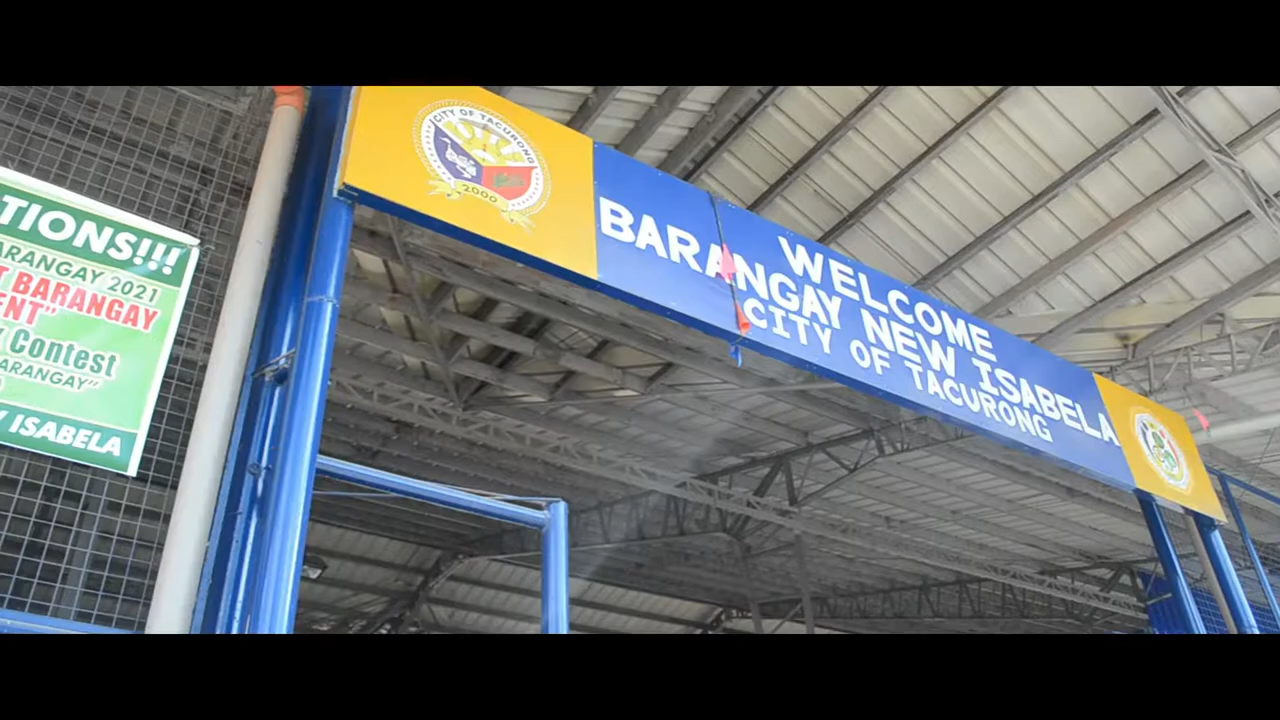 TIONS!!!
ARANGAY 2021
T BARANGAY
ENT"
Contest
ARANGAY"
ISABELA
CITY OF TACURONG
2000
WELCOME
BARANGAY NEW ISABELA
CITY OF TACURONG